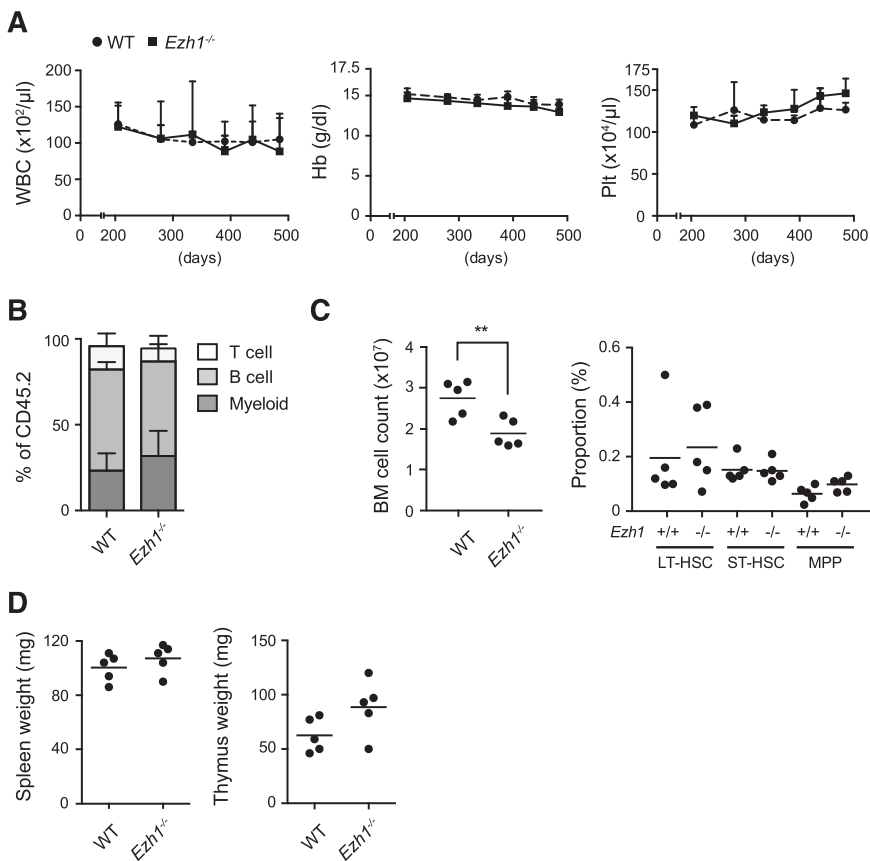 A
WT Ezh1-/-
WBC (x10²/µl)
200
150
100
50
0
0 200 300 400 500
(days)
Hb (g/dl)
17.5
15
10
5
0
0 200 300 400 500
(days)
Plt (x10⁴/µl)
175
150
100
50
0
0 200 300 400 500
(days)
B
% of CD45.2
100
50
0
WT
Ezh1-/-
T cell
B cell
Myeloid
C
BM cell count (x10⁷)
4
3
2
1
0
**
WT
Ezh1-/-
Proportion (%)
0.6
0.4
0.2
0
Ezh1 +/+ -/- +/+ -/- +/+ -/-
LT-HSC ST-HSC MPP
D
Spleen weight (mg)
120
80
40
0
WT
Ezh1-/-
Thymus weight (mg)
150
100
50
0
WT
Ezh1-/-